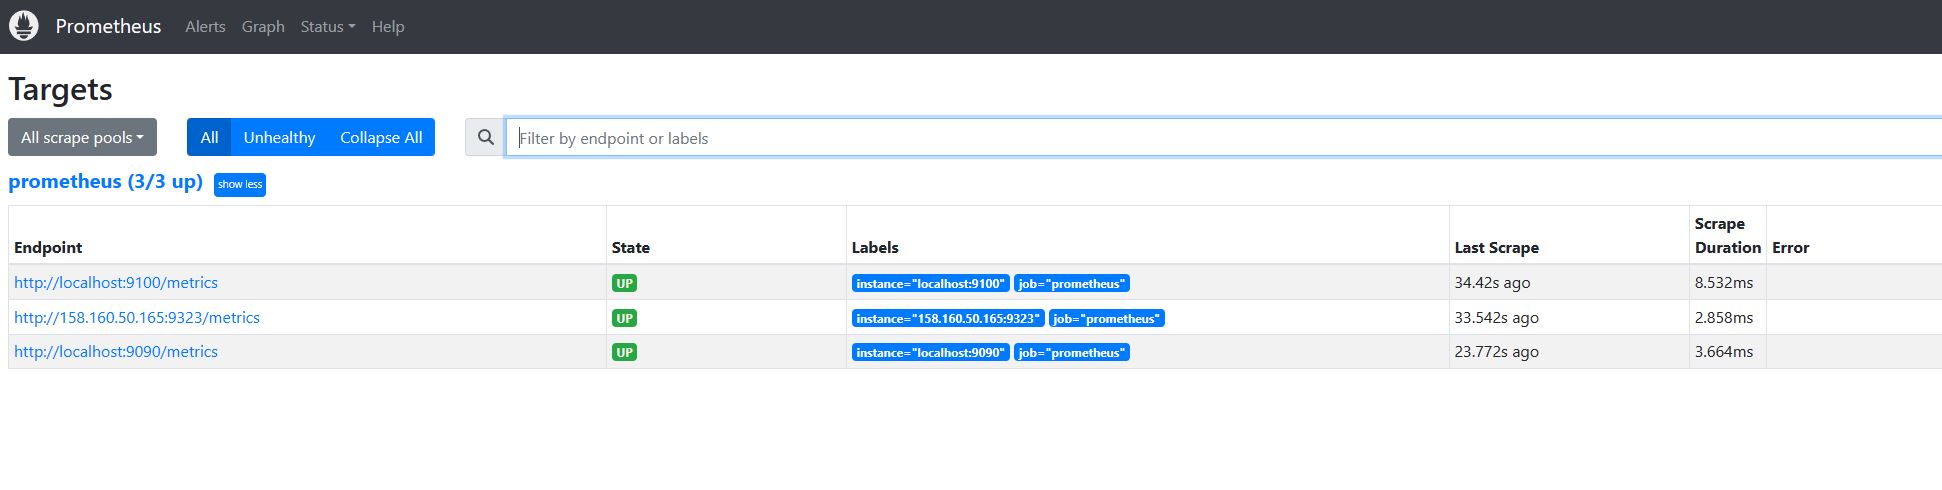 Prometheus Alerts Graph Status Help
Targets
All scrape pools All Unhealthy Collapse All Filter by endpoint or labels
prometheus (3/3 up) show less
Endpoint State Labels Last Scrape Scrape Duration Error
http://localhost:9100/metrics UP instance="localhost:9100" job="prometheus" 34.42s ago 8.532ms
http://158.160.50.165:9323/metrics UP instance="158.160.50.165:9323" job="prometheus" 33.542s ago 2.858ms
http://localhost:9090/metrics UP instance="localhost:9090" job="prometheus" 23.772s ago 3.664ms